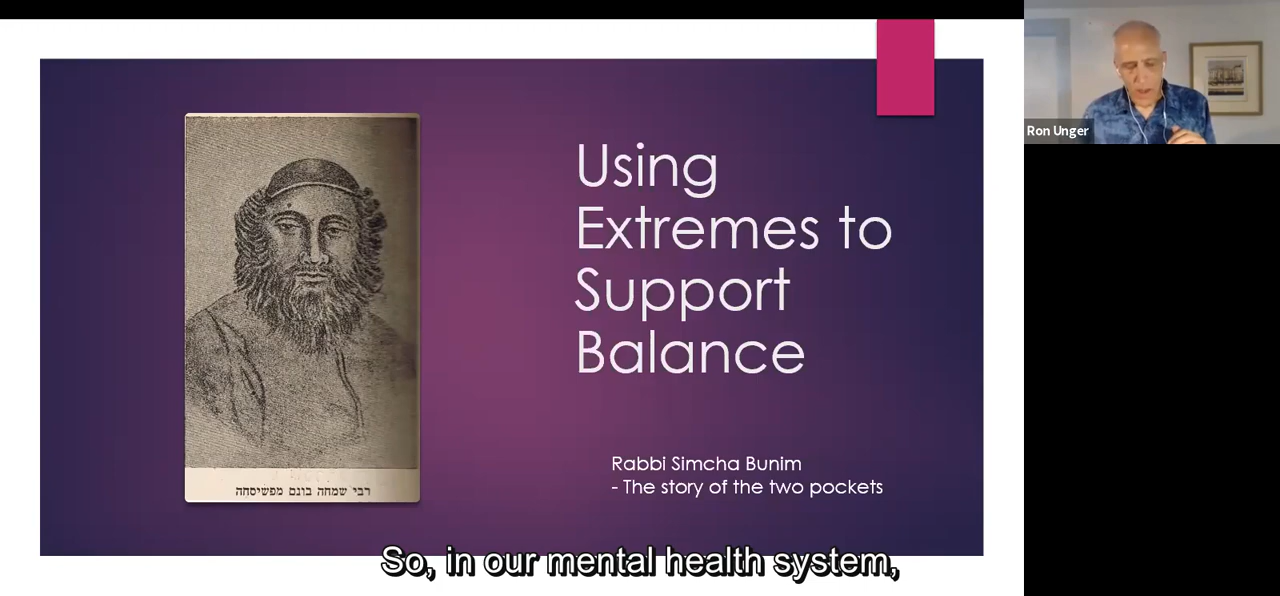 Using
Extremes to
Support
Balance
Rabbi Simcha Bunim
- The story of the two pockets
רבי שמחה בונם מפשיסחה
So, in our mental health system,
Ron Unger